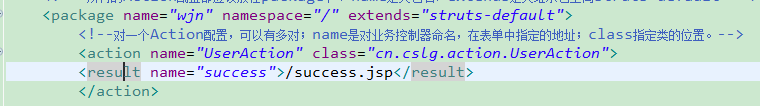 <package name="wjn" namespace="/" extends="struts-default">
<!--对一个Action配置，可以有多对；name是对业务控制器命名，在表单中指定的地址；class指定类的位置。-->
<action name="UserAction" class="cn.cslg.action.UserAction">
<result name="success">/success.jsp</result>
</action>